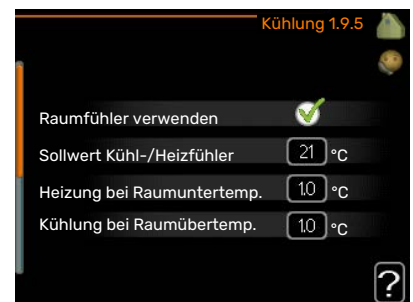 Kühlung 1.9.5
Raumfühler verwenden
Sollwert Kühl-/Heizfühler 21 °C
Heizung bei Raumuntertemp. 1.0 °C
Kühlung bei Raumübertemp. 1.0 °C
?